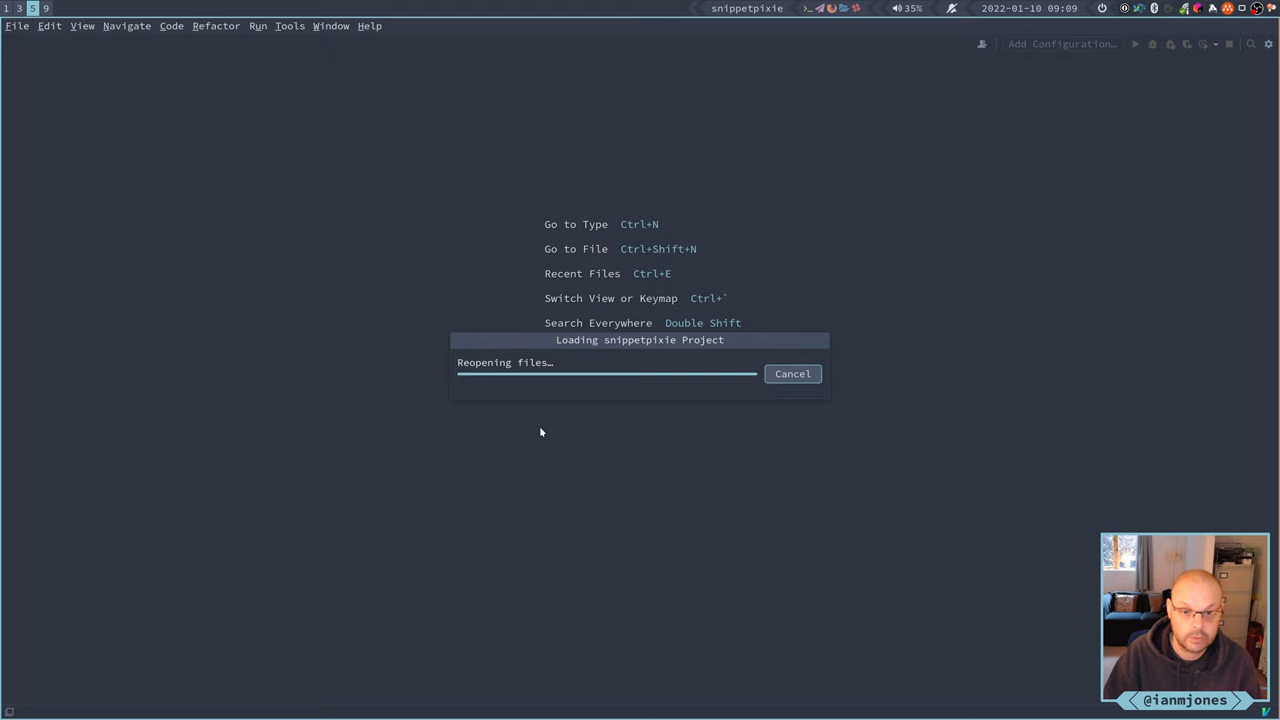 1 3 5 9
snippetpixie
35%
2022-01-10 09:09
File Edit View Navigate Code Refactor Run Tools Window Help
Add Configuration…
Go to Type Ctrl+N
Go to File Ctrl+Shift+N
Recent Files Ctrl+E
Switch View or Keymap Ctrl+`
Search Everywhere Double Shift
Loading snippetpixie Project
Reopening files…
Cancel
@ianmjones